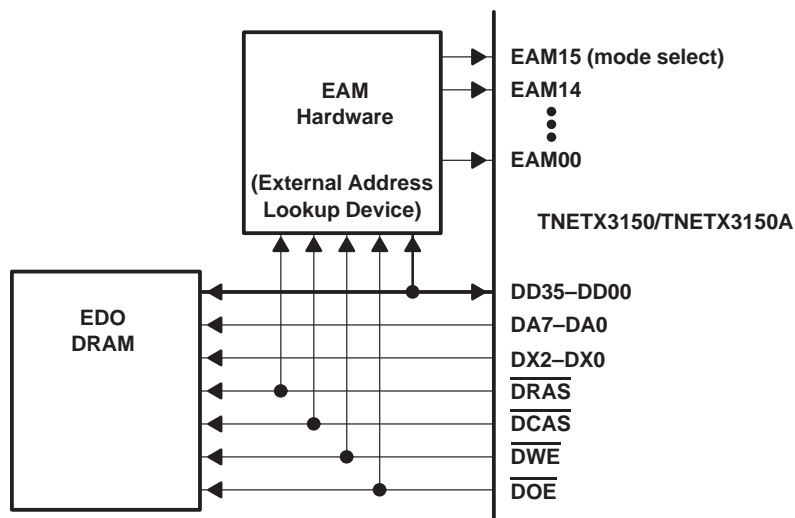 EAM15 (mode select)
EAM
Hardware
EAM14
EAM00
(External Address
Lookup Device)
TNETX3150/TNETX3150A
EDO
DRAM
DD35–DD00
DA7–DA0
DX2–DX0
DRAS
DCAS
DWE
DOE